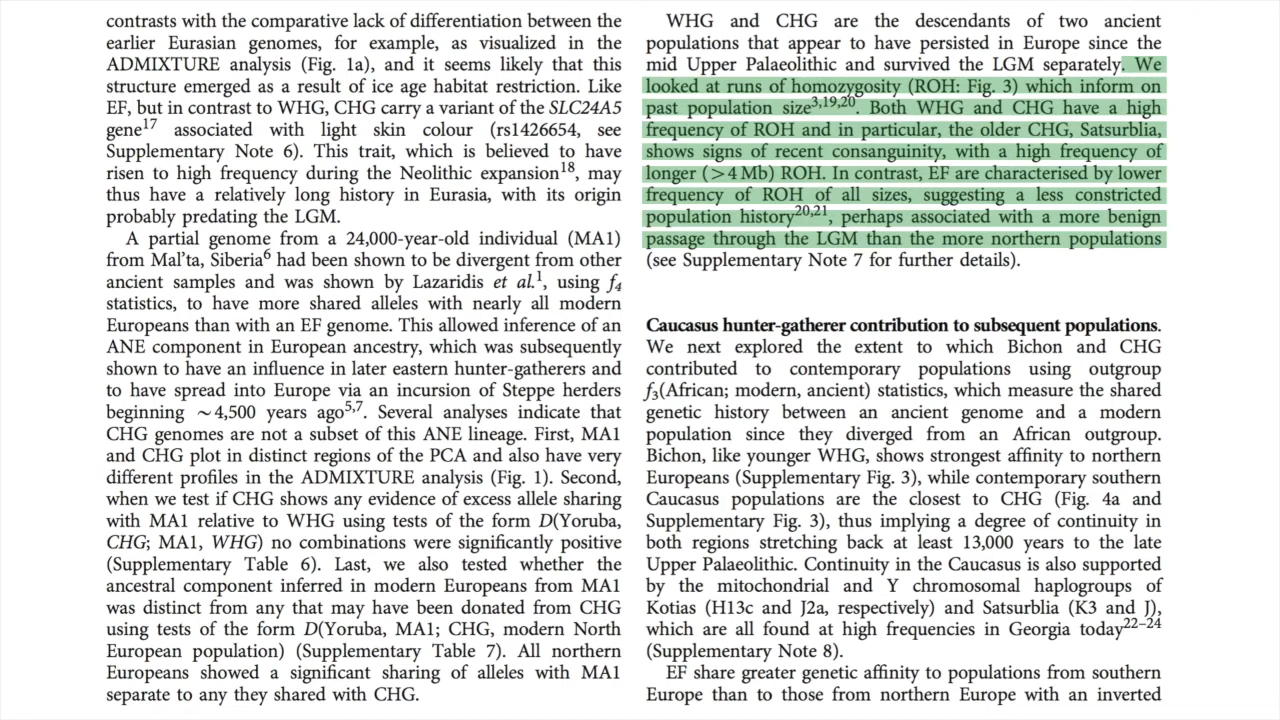 contrasts with the comparative lack of differentiation between the
earlier Eurasian genomes, for example, as visualized in the
ADMIXTURE analysis (Fig. 1a), and it seems likely that this
structure emerged as a result of ice age habitat restriction. Like
EF, but in contrast to WHG, CHG carry a variant of the SLC24A5
gene17 associated with light skin colour (rs1426654, see
Supplementary Note 6). This trait, which is believed to have
risen to high frequency during the Neolithic expansion18, may
thus have a relatively long history in Eurasia, with its origin
probably predating the LGM.
A partial genome from a 24,000-year-old individual (MA1)
from Mal'ta, Siberia6 had been shown to be divergent from other
ancient samples and was shown by Lazaridis et al.1, using f4
statistics, to have more shared alleles with nearly all modern
Europeans than with an EF genome. This allowed inference of an
ANE component in European ancestry, which was subsequently
shown to have an influence in later eastern hunter-gatherers and
to have spread into Europe via an incursion of Steppe herders
beginning ~4,500 years ago5,7. Several analyses indicate that
CHG genomes are not a subset of this ANE lineage. First, MA1
and CHG plot in distinct regions of the PCA and also have very
different profiles in the ADMIXTURE analysis (Fig. 1). Second,
when we test if CHG shows any evidence of excess allele sharing
with MA1 relative to WHG using tests of the form D(Yoruba,
CHG; MA1, WHG) no combinations were significantly positive
(Supplementary Table 6). Last, we also tested whether the
ancestral component inferred in modern Europeans from MA1
was distinct from any that may have been donated from CHG
using tests of the form D(Yoruba, MA1; CHG, modern North
European population) (Supplementary Table 7). All northern
Europeans showed a significant sharing of alleles with MA1
separate to any they shared with CHG.
WHG and CHG are the descendants of two ancient
populations that appear to have persisted in Europe since the
mid Upper Palaeolithic and survived the LGM separately. We
looked at runs of homozygosity (ROH: Fig. 3) which inform on
past population size3,19,20. Both WHG and CHG have a high
frequency of ROH and in particular, the older CHG, Satsurblia,
shows signs of recent consanguinity, with a high frequency of
longer (>4 Mb) ROH. In contrast, EF are characterised by lower
frequency of ROH of all sizes, suggesting a less constricted
population history20,21, perhaps associated with a more benign
passage through the LGM than the more northern populations
(see Supplementary Note 7 for further details).
Caucasus hunter-gatherer contribution to subsequent populations.
We next explored the extent to which Bichon and CHG
contributed to contemporary populations using outgroup
f3(African; modern, ancient) statistics, which measure the shared
genetic history between an ancient genome and a modern
population since they diverged from an African outgroup.
Bichon, like younger WHG, shows strongest affinity to northern
Europeans (Supplementary Fig. 3), while contemporary southern
Caucasus populations are the closest to CHG (Fig. 4a and
Supplementary Fig. 3), thus implying a degree of continuity in
both regions stretching back at least 13,000 years to the late
Upper Palaeolithic. Continuity in the Caucasus is also supported
by the mitochondrial and Y chromosomal haplogroups of
Kotias (H13c and J2a, respectively) and Satsurblia (K3 and J),
which are all found at high frequencies in Georgia today22–24
(Supplementary Note 8).
EF share greater genetic affinity to populations from southern
Europe than to those from northern Europe with an inverted